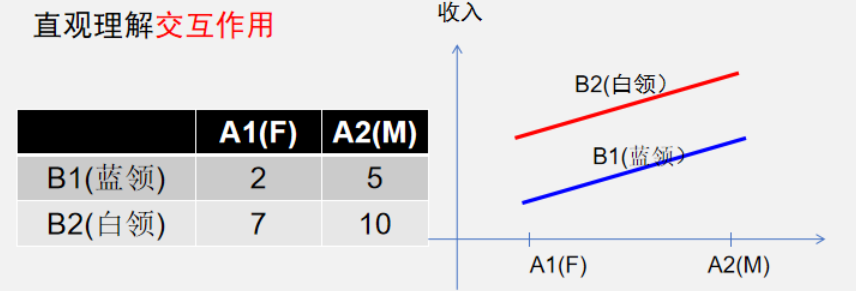 直观理解交互作用
A1(F) A2(M)
B1(蓝领) 2 5
B2(白领) 7 10
收入
B2(白领)
B1(蓝领)
A1(F) A2(M)